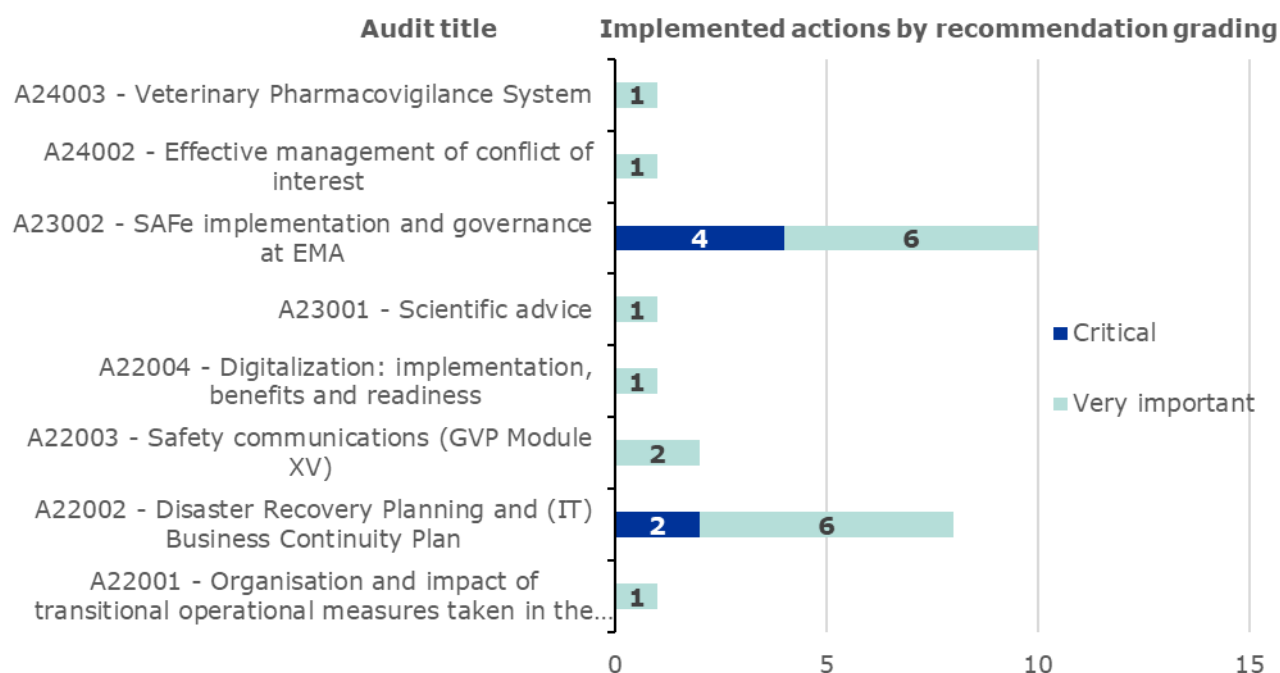 Audit title
Implemented actions by recommendation grading
A24003 - Veterinary Pharmacovigilance System
1
A24002 - Effective management of conflict of
interest
1
A23002 - SAFe implementation and governance
at EMA
4
6
A23001 - Scientific advice
1
A22004 - Digitalization: implementation,
benefits and readiness
1
A22003 - Safety communications (GVP Module
XV)
2
A22002 - Disaster Recovery Planning and (IT)
Business Continuity Plan
2
6
A22001 - Organisation and impact of
transitional operational measures taken in the...
1
Critical
Very important
0
5
10
15